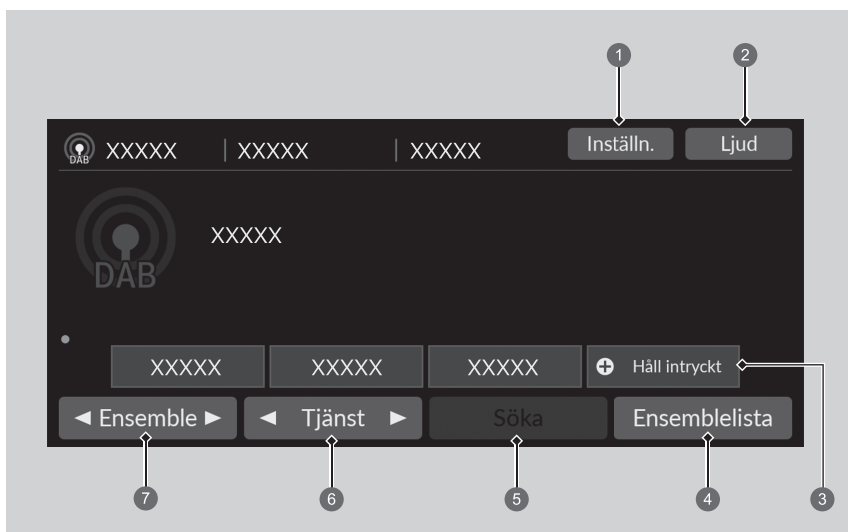 1 2
DAB XXXXX | XXXXX | XXXXX Inställn. Ljud
DAB XXXXX
XXXXX XXXXX XXXXX Håll intryckt
Ensemble Tjänst Söka Ensemblelista
7 6 5 4 3